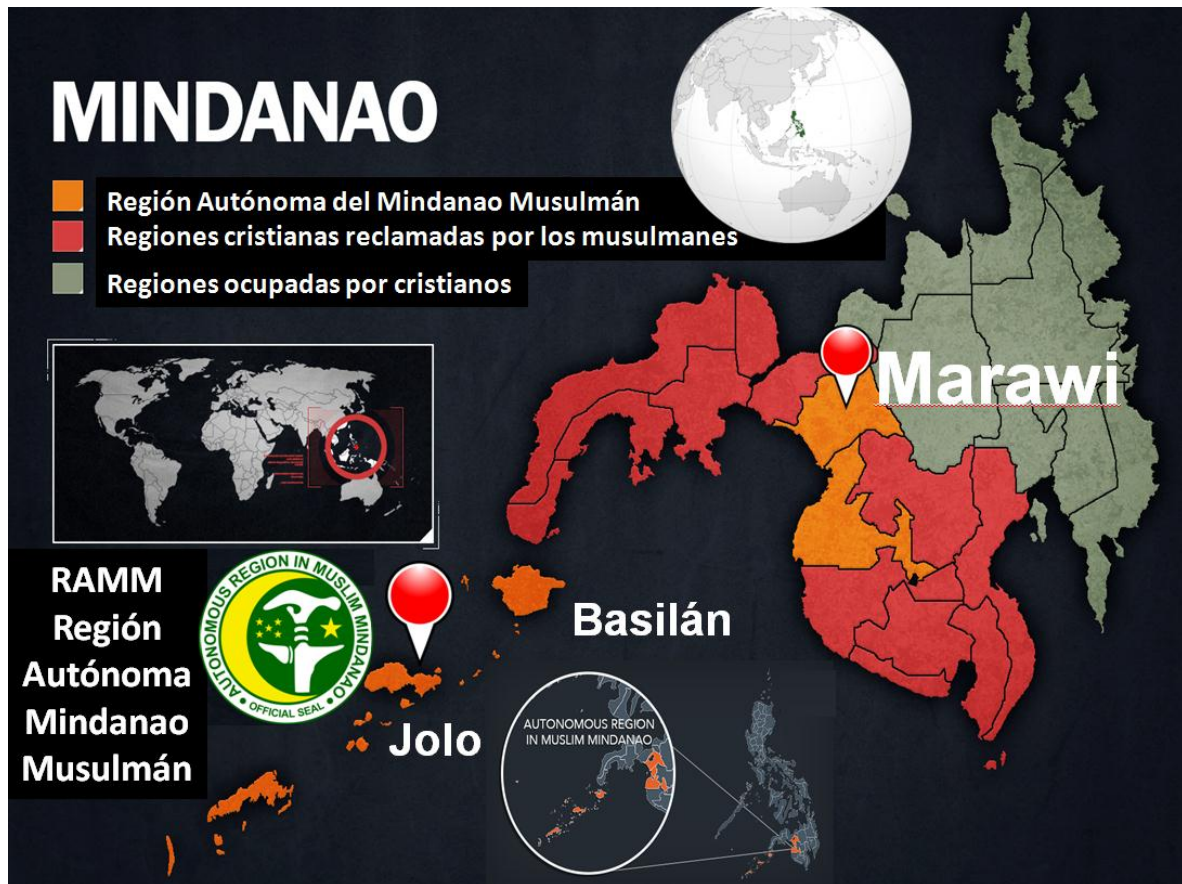 MINDANAO
Región Autónoma del Mindanao Musulmán
Regiones cristianas reclamadas por los musulmanes
Regiones ocupadas por cristianos
Marawi
RAMM
Región
Autónoma
Mindanao
Musulmán
AUTONOMOUS REGION IN MUSLIM MINDANAO
OFFICIAL SEAL
Basilán
Jolo
AUTONOMOUS REGION
IN MUSLIM MINDANAO